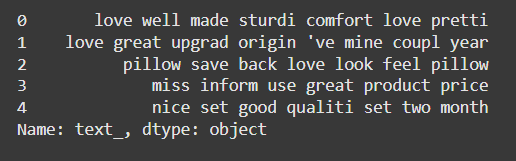 0 love well made sturdi comfort love pretti
1 love great upgrad origin 've mine coupl year
2 pillow save back love look feel pillow
3 miss inform use great product price
4 nice set good qualiti set two month
Name: text_, dtype: object